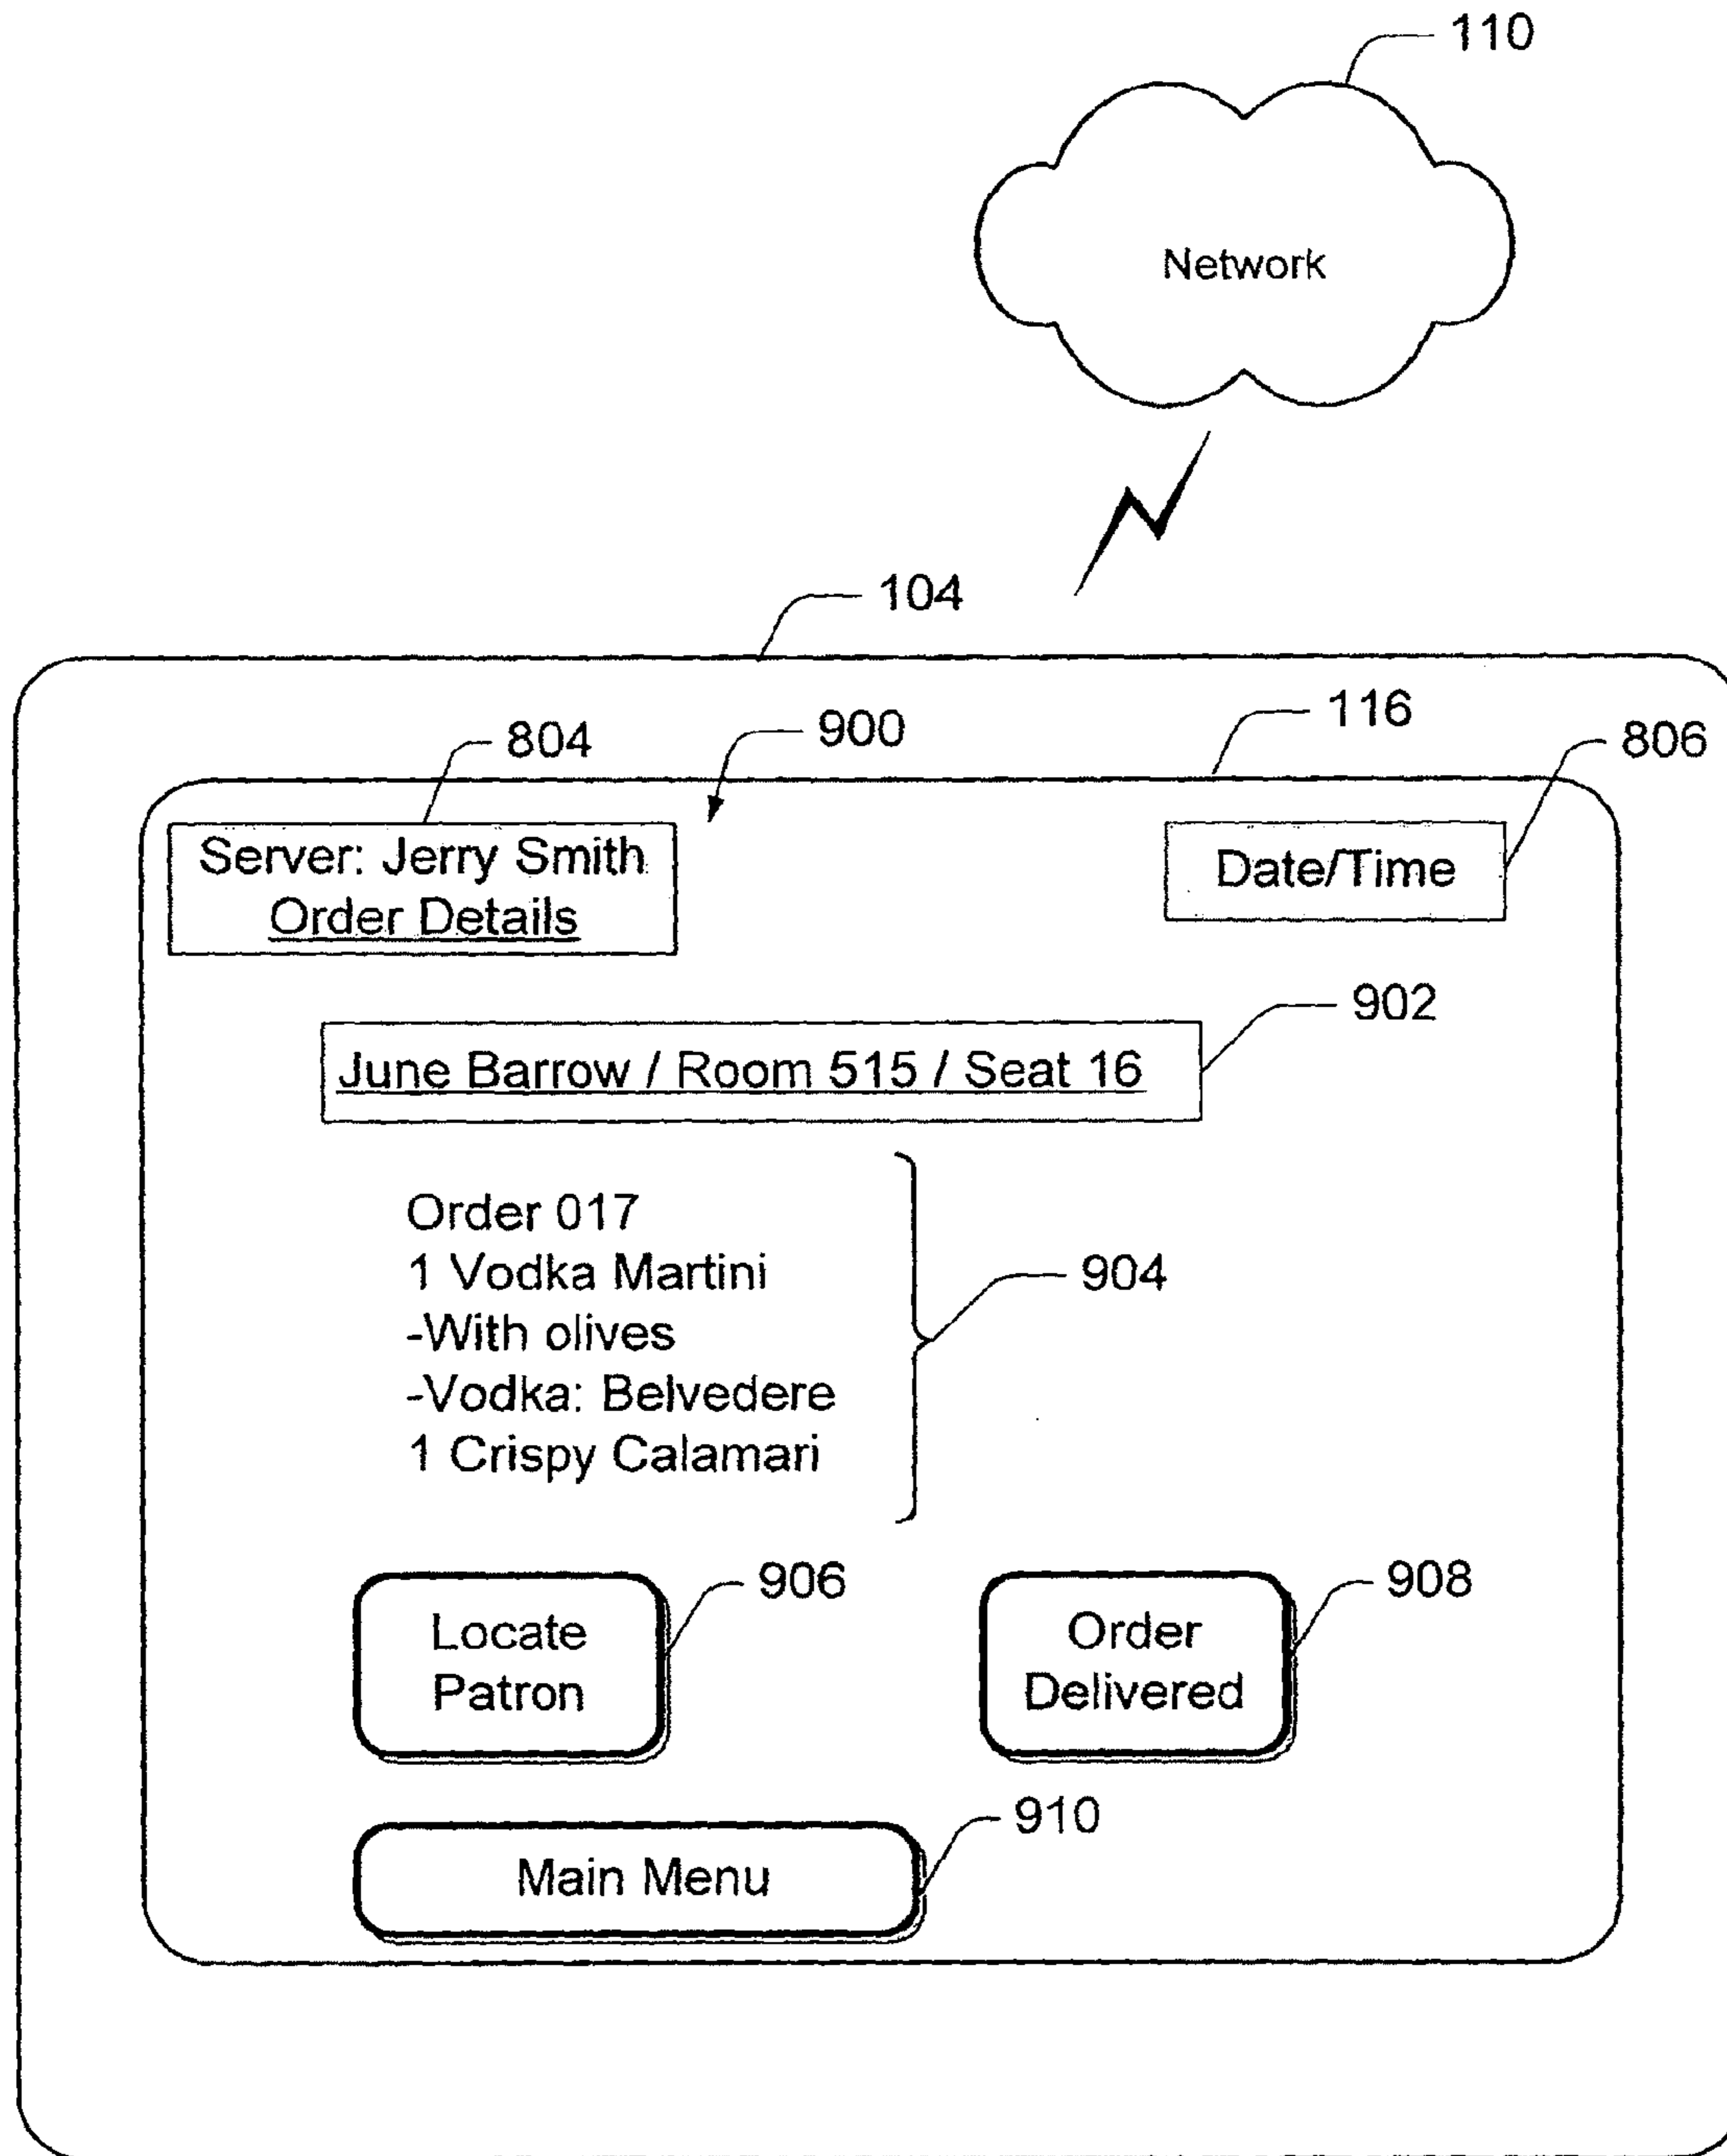 110
Network
104
116
804
900
806
Server: Jerry Smith
Order Details
Date/Time
902
June Barrow / Room 515 / Seat 16
Order 017
1 Vodka Martini
-With olives
-Vodka: Belvedere
1 Crispy Calamari
904
906
908
Locate
Patron
Order
Delivered
910
Main Menu